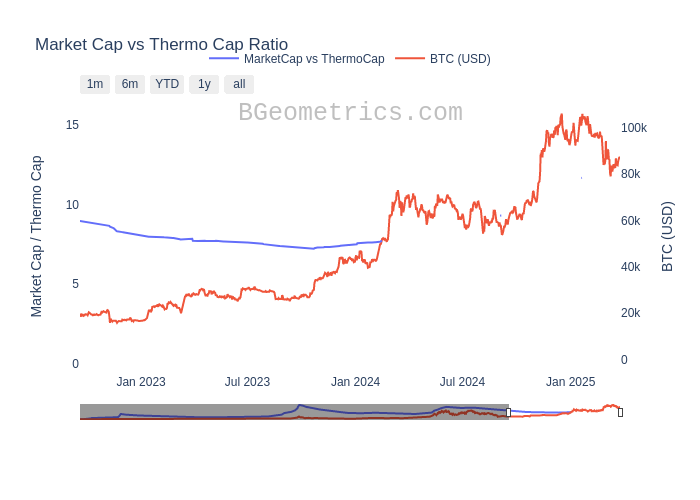 Market Cap vs Thermo Cap Ratio
MarketCap vs ThermoCap
BTC (USD)
1m
6m
YTD
1y
all
BGeometrics.com
15
10
5
0
Market Cap / Thermo Cap
100k
80k
60k
40k
20k
0
BTC (USD)
Jan 2023
Jul 2023
Jan 2024
Jul 2024
Jan 2025